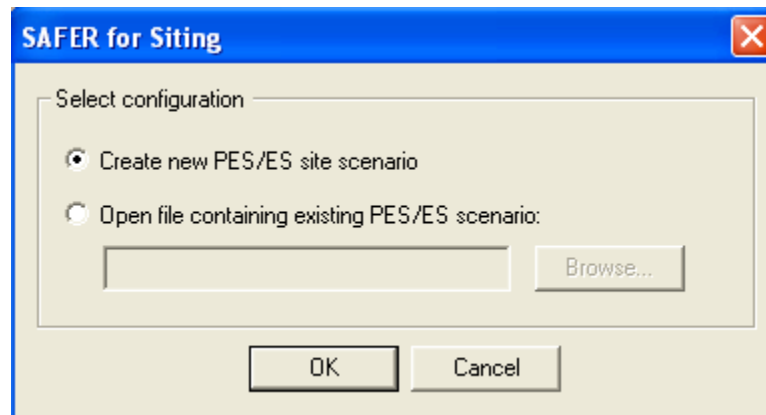 SAFER for Siting
Select configuration
Create new PES/ES site scenario
Open file containing existing PES/ES scenario:
Browse...
OK
Cancel